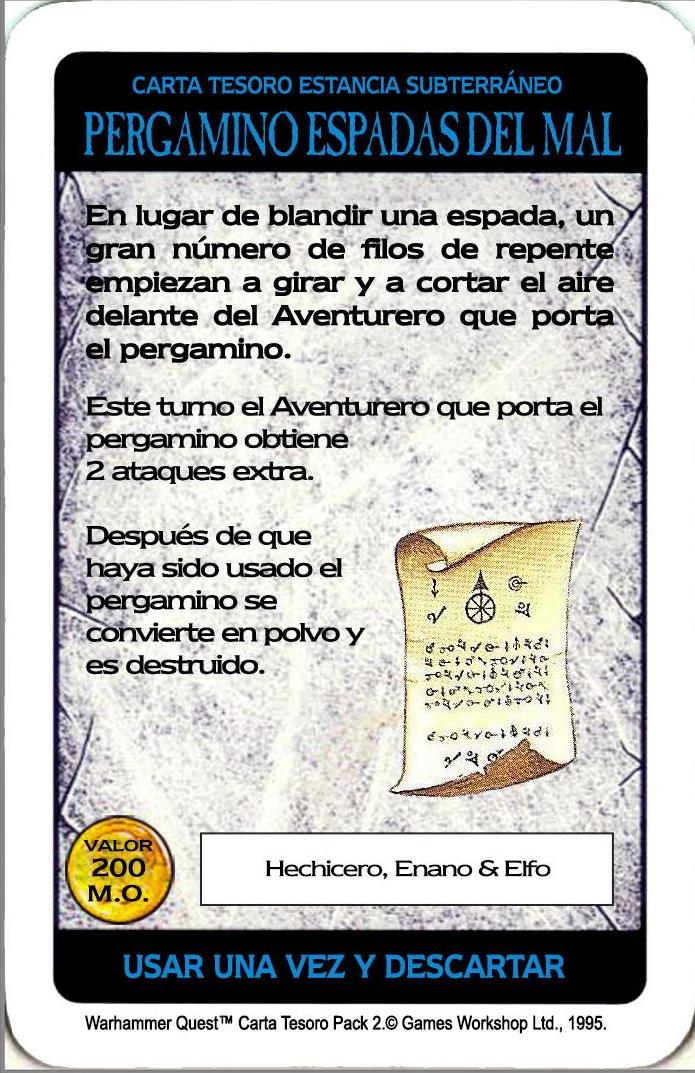 CARTA TESORO ESTANCIA SUBTERRÁNEO
PERGAMINO ESPADAS DEL MAL
En lugar de blandir una espada, un
gran número de filos de repente
empiezan a girar y a cortar el aire
delante del Aventurero que porta
el pergamino.
Este turno el Aventurero que porta el
pergamino obtiene
2 ataques extra.
Después de que
haya sido usado el
pergamino se
convierte en polvo y
es destruido.
VALOR
200
M.O.
Hechicero, Enano & Elfo
USAR UNA VEZ Y DESCARTAR
Warhammer Quest™ Carta Tesoro Pack 2.© Games Workshop Ltd., 1995.